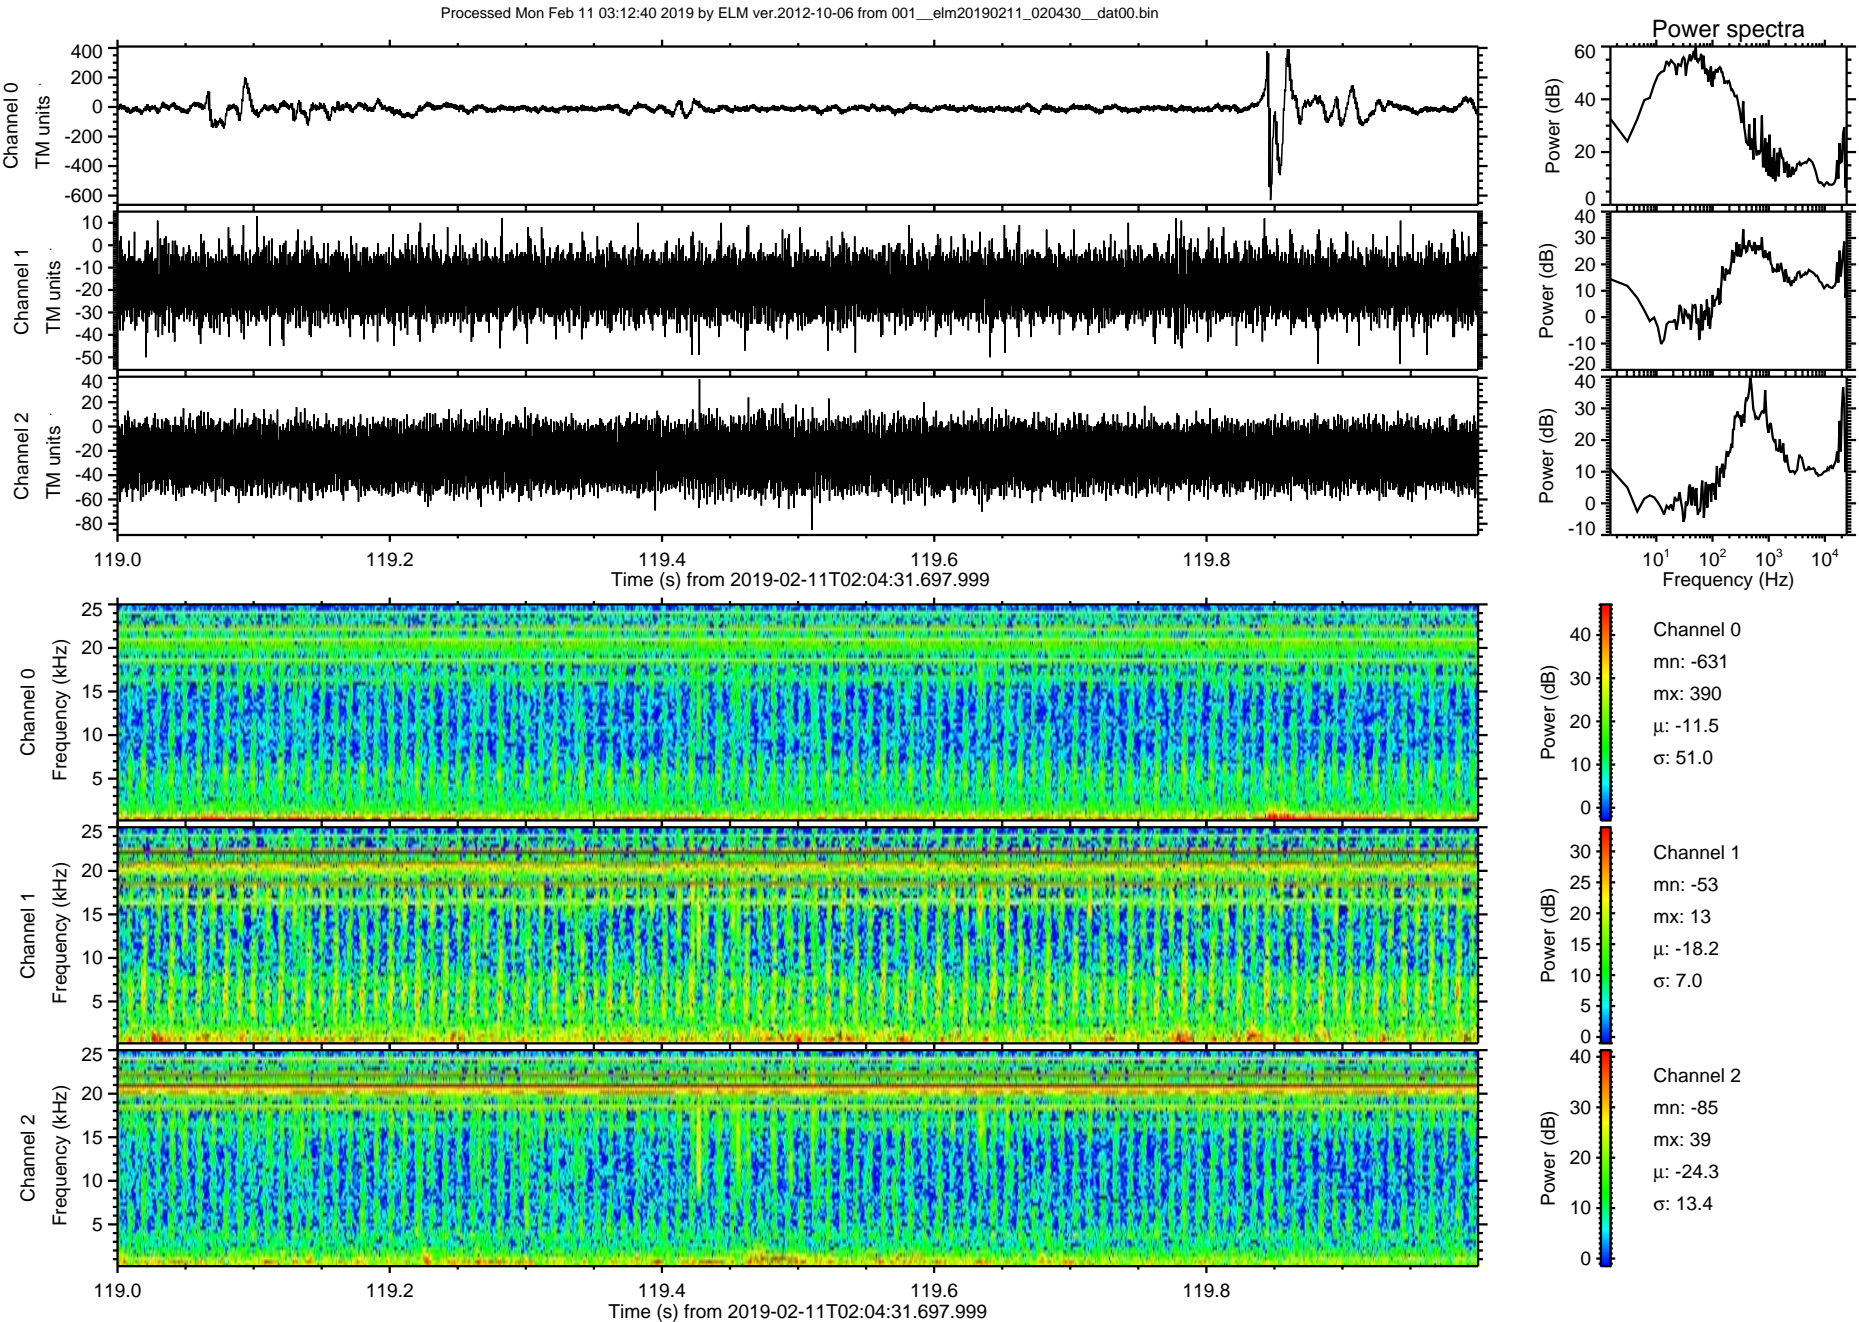 Processed Mon Feb 11 03:12:40 2019 by ELM ver.2012-10-06 from 001__elm20190211_020430__dat00.bin
Power spectra
Channel 0
TM units
400
200
0
-200
-400
-600
Power (dB)
60
40
20
0
Channel 1
TM units
10
0
-10
-20
-30
-40
-50
Power (dB)
40
30
20
10
0
-10
-20
Channel 2
TM units
40
20
0
-20
-40
-60
-80
Power (dB)
40
30
20
10
0
-10
119.0 119.2 119.4 119.6 119.8
Time (s) from 2019-02-11T02:04:31.697.999
10¹ 10² 10³ 10⁴
Frequency (Hz)
Channel 0
Frequency (kHz)
25
20
15
10
5
Power (dB)
40
30
20
10
0
Channel 0
mn: -631
mx: 390
μ: -11.5
σ: 51.0
Channel 1
Frequency (kHz)
25
20
15
10
5
Power (dB)
30
25
20
15
10
5
0
Channel 1
mn: -53
mx: 13
μ: -18.2
σ: 7.0
Channel 2
Frequency (kHz)
25
20
15
10
5
Power (dB)
40
30
20
10
0
Channel 2
mn: -85
mx: 39
μ: -24.3
σ: 13.4
119.0 119.2 119.4 119.6 119.8
Time (s) from 2019-02-11T02:04:31.697.999